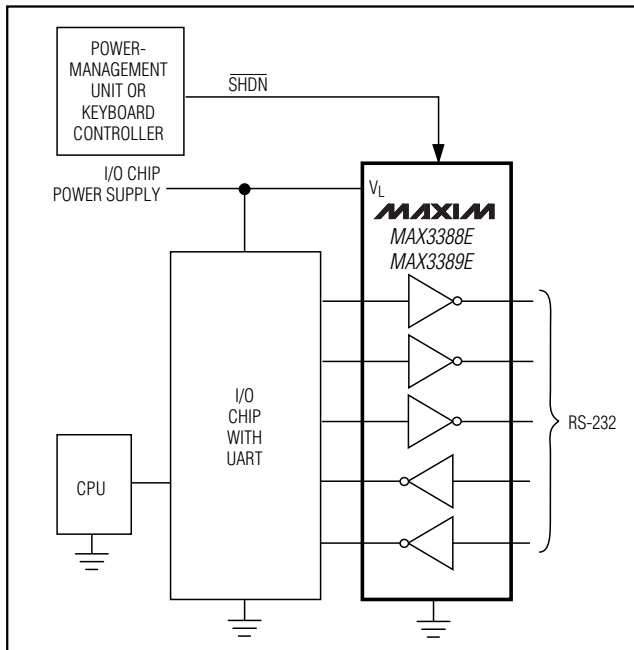 POWER-
MANAGEMENT
UNIT OR
KEYBOARD
CONTROLLER
SHDN
I/O CHIP
POWER SUPPLY
VL
MAXIM
MAX3388E
MAX3389E
I/O
CHIP
WITH
UART
CPU
RS-232